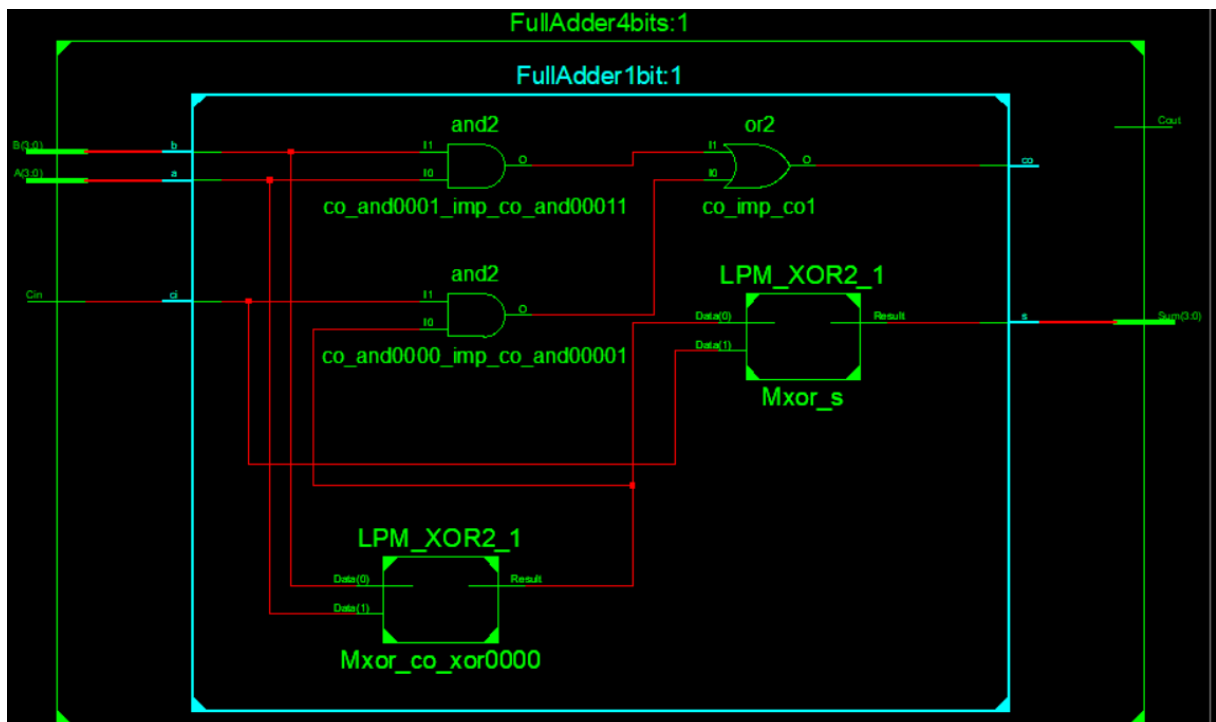 FullAdder4bits:1
FullAdder1bit:1
and2
or2
Cout
B(3:0)
b
I1
O
I1
O
co
A(3:0)
a
I0
I0
co_and0001_imp_co_and00011
co_imp_co1
and2
LPM_XOR2_1
Cin
ci
I1
O
I0
Data(0)
Result
s
Sum(3:0)
Data(1)
co_and0000_imp_co_and00001
Mxor_s
LPM_XOR2_1
Data(0)
Result
Data(1)
Mxor_co_xor0000